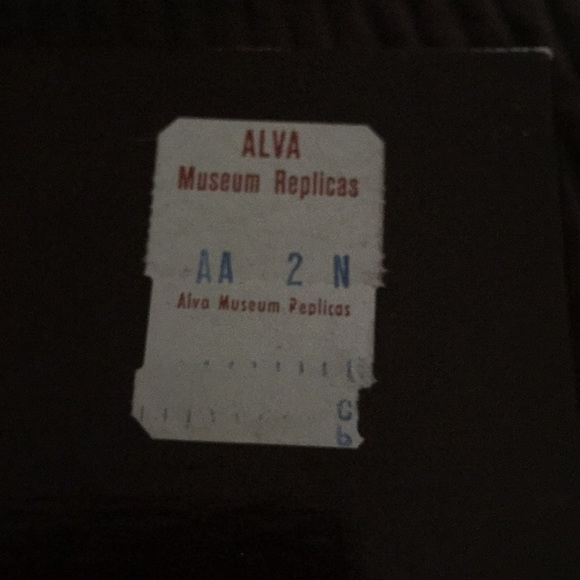 ALVA
Museum Replicas
AA 2 N
Alva Museum Replicas
C